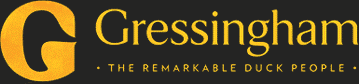 G Gressingham
· THE REMARKABLE DUCK PEOPLE ·